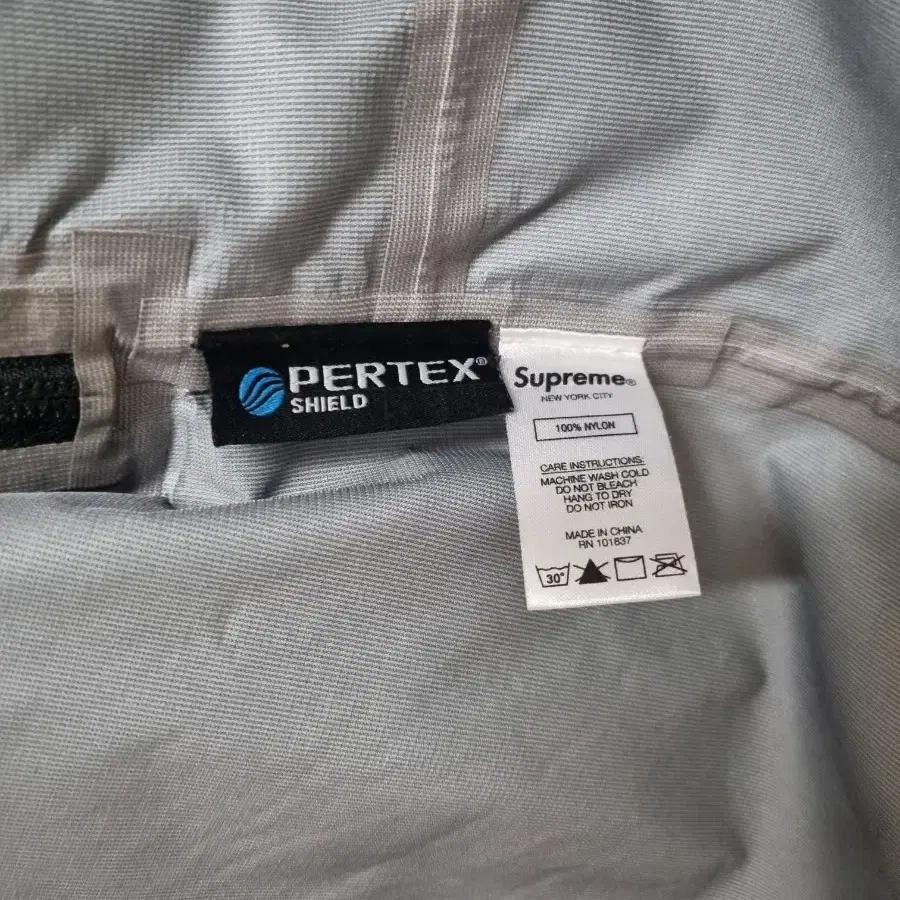 PERTEX®
SHIELD
Supreme®
NEW YORK CITY
100% NYLON
CARE INSTRUCTIONS:
MACHINE WASH COLD
DO NOT BLEACH
HANG TO DRY
DO NOT IRON
MADE IN CHINA
RN 101837
30°